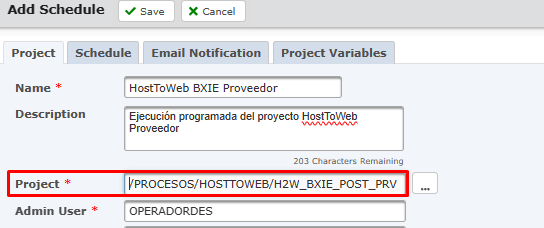 Add Schedule Save Cancel
Project Schedule Email Notification Project Variables
Name * HostToWeb BXIE Proveedor
Description Ejecución programada del proyecto HostToWeb
Proveedor
203 Characters Remaining
Project * /PROCESOS/HOSTTOWEB/H2W_BXIE_POST_PRV ...
Admin User * OPERADORDES